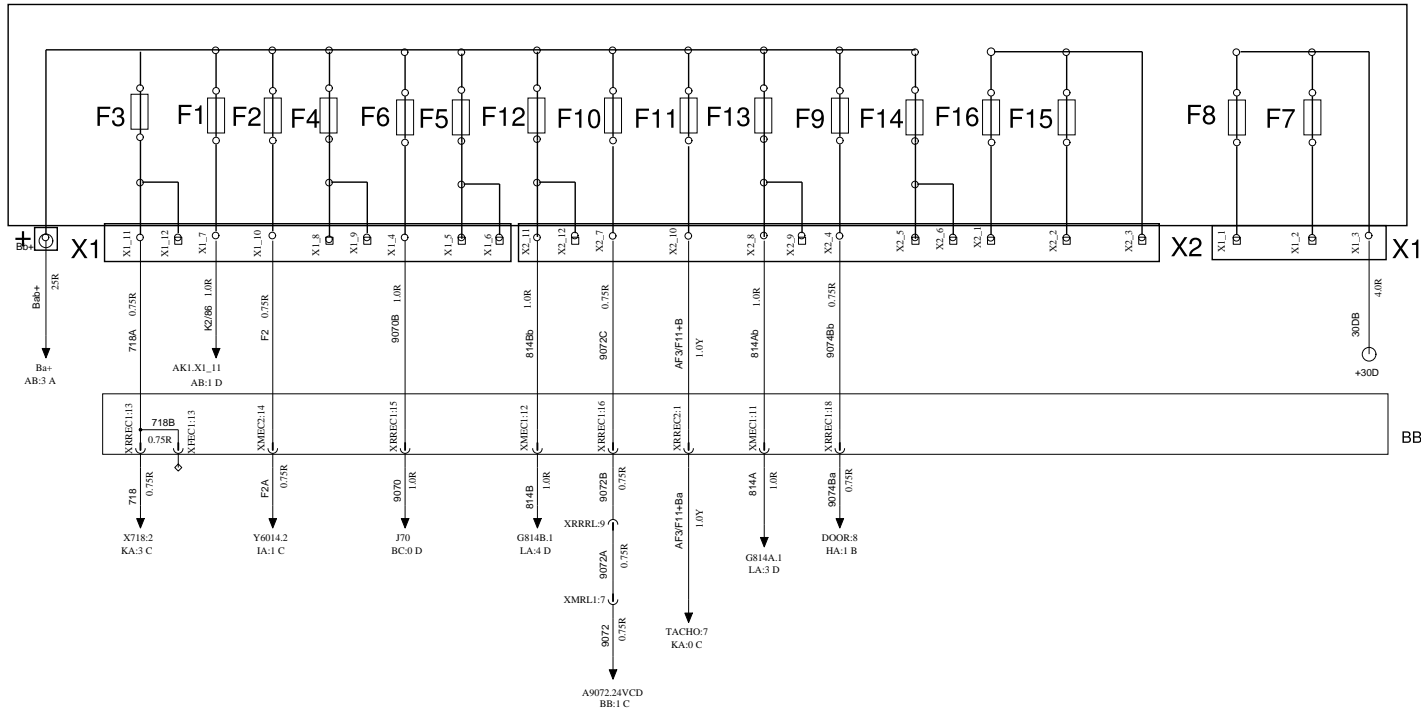 F3 F1 F2 F4 F6 F5 F12 F10 F11 F13 F9 F14 F16 F15 F8 F7
+
Bb+
X1
X1_11
X1_12
X1_7
X1_10
X1_8
X1_9
X1_4
X1_5
X1_6
X2_11
X2_12
X2_7
X2_10
X2_8
X2_9
X2_4
X2_5
X2_6
X2_1
X2_2
X2_3
X2
X1_1
X1_2
X1_3
X1
Bab+
25R
718A
0.75R
K2/86
1.0R
F2
0.75R
9070B
1.0R
814Bb
1.0R
9072C
0.75R
AF3/F11+B
1.0Y
814Ab
1.0R
9074Bb
0.75R
30DB
4.0R
Ba+
AB:3 A
AK1.X1_11
AB:1 D
+30D
XRREC1:13
718B
0.75R
XFEC1:13
XMEC2:14
XRREC1:15
XMEC1:12
XRREC1:16
XRREC2:1
XMEC1:11
XRREC1:18
BB
718
0.75R
F2A
0.75R
9070
1.0R
814B
1.0R
9072B
0.75R
AF3/F11+Ba
1.0Y
814A
1.0R
9074Ba
0.75R
X718:2
KA:3 C
Y6014.2
IA:1 C
J70
BC:0 D
G814B.1
LA:4 D
XRRRL:9
9072A
0.75R
XMRL1:7
9072
0.75R
A9072.24VCD
BB:1 C
TACHO:7
KA:0 C
G814A.1
LA:3 D
DOOR:8
HA:1 B